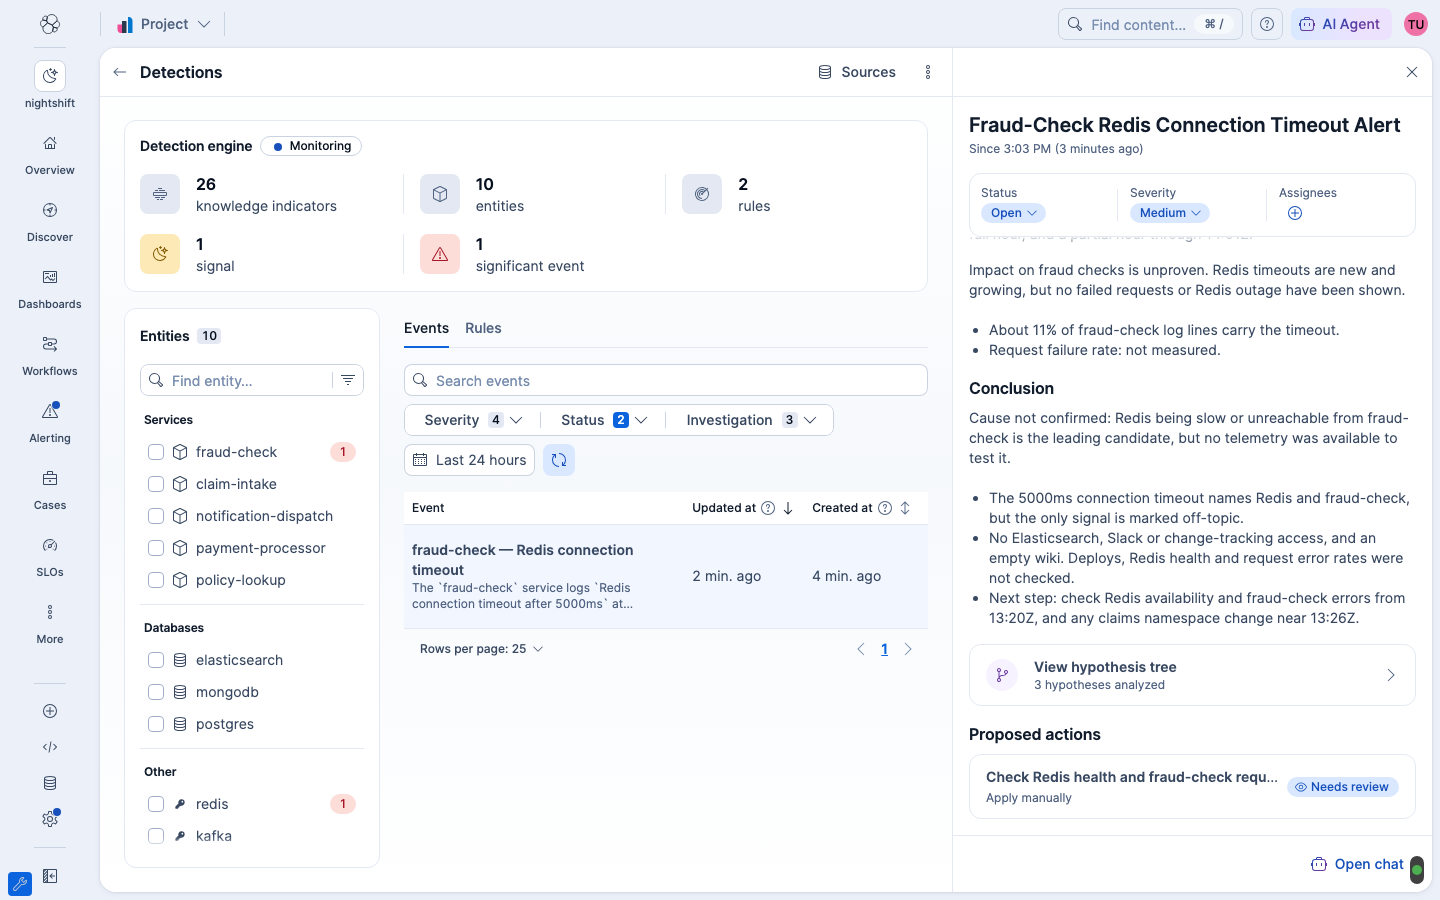 Project
Find content...
⌘ /
AI Agent
TU
nightshift
Overview
Discover
Dashboards
Workflows
Alerting
Cases
SLOs
More
Detections
Sources
Detection engine
Monitoring
26
knowledge indicators
10
entities
2
rules
1
signal
1
significant event
Entities 10
Find entity...
Services
fraud-check 1
claim-intake
notification-dispatch
payment-processor
policy-lookup
Databases
elasticsearch
mongodb
postgres
Other
redis 1
kafka
Events Rules
Search events
Severity 4
Status 2
Investigation 3
Last 24 hours
Event Updated at Created at
fraud-check — Redis connection
timeout
The `fraud-check` service logs `Redis
connection timeout after 5000ms` at...
2 min. ago
4 min. ago
Rows per page: 25
1
Fraud-Check Redis Connection Timeout Alert
Since 3:03 PM (3 minutes ago)
Status
Open
Severity
Medium
Assignees
Impact on fraud checks is unproven. Redis timeouts are new and
growing, but no failed requests or Redis outage have been shown.
• About 11% of fraud-check log lines carry the timeout.
• Request failure rate: not measured.
Conclusion
Cause not confirmed: Redis being slow or unreachable from fraud-
check is the leading candidate, but no telemetry was available to
test it.
• The 5000ms connection timeout names Redis and fraud-check,
but the only signal is marked off-topic.
• No Elasticsearch, Slack or change-tracking access, and an
empty wiki. Deploys, Redis health and request error rates were
not checked.
• Next step: check Redis availability and fraud-check errors from
13:20Z, and any claims namespace change near 13:26Z.
View hypothesis tree
3 hypotheses analyzed
Proposed actions
Check Redis health and fraud-check requ...
Apply manually
Needs review
Open chat